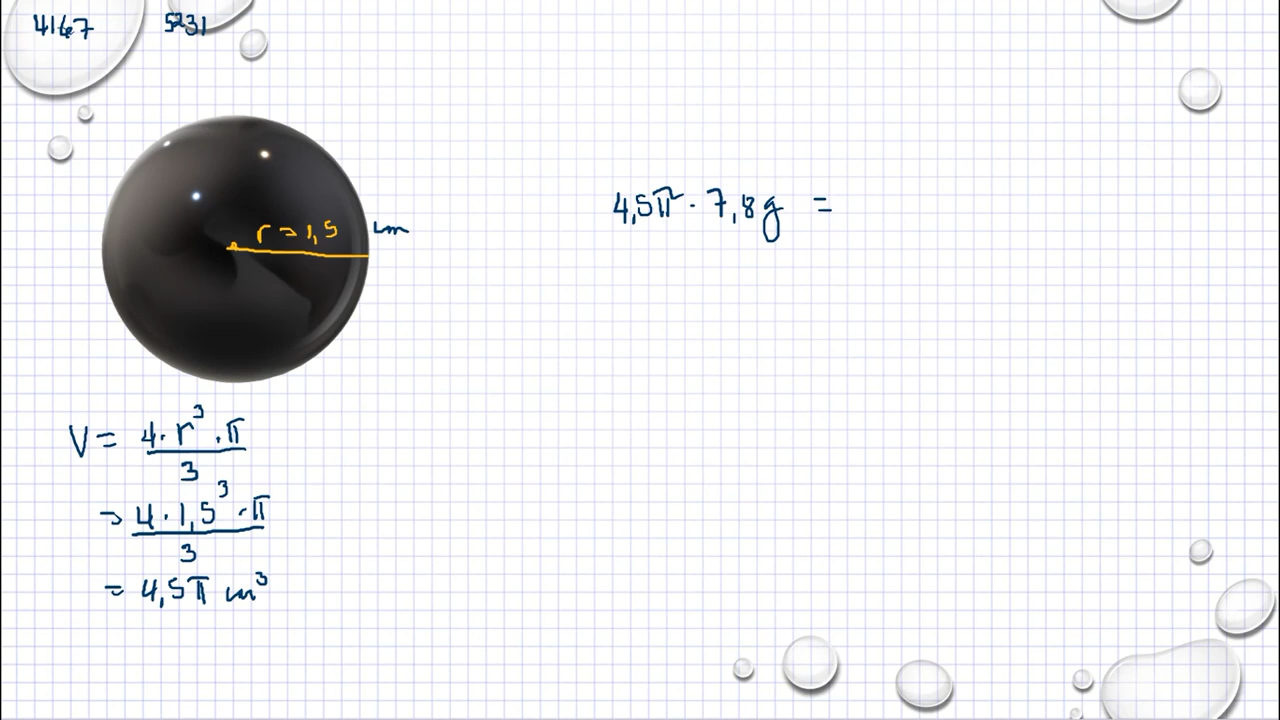 4167 5231
r = 1,5 cm
4,5π · 7,8g =
V = 4 · r³ · π
3
= 4 · 1,5³ · π
3
= 4,5π cm³